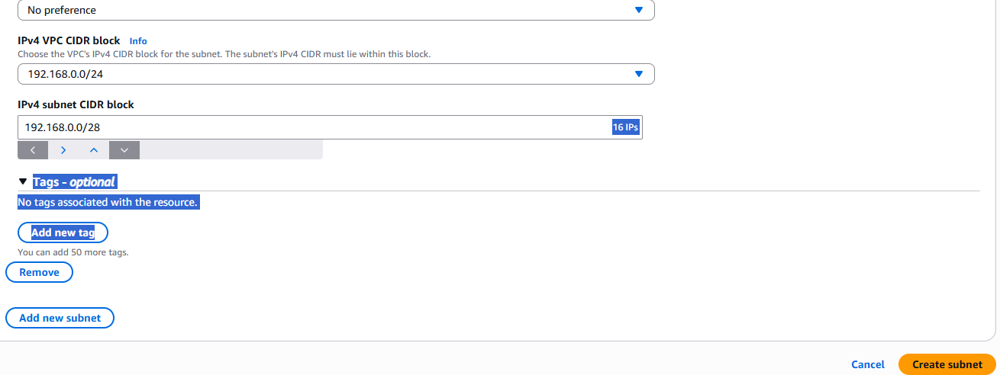 No preference
IPv4 VPC CIDR block Info
Choose the VPC's IPv4 CIDR block for the subnet. The subnet's IPv4 CIDR must lie within this block.
192.168.0.0/24
IPv4 subnet CIDR block
192.168.0.0/28 16 IPs
Tags - optional
No tags associated with the resource.
Add new tag
You can add 50 more tags.
Remove
Add new subnet
Cancel Create subnet